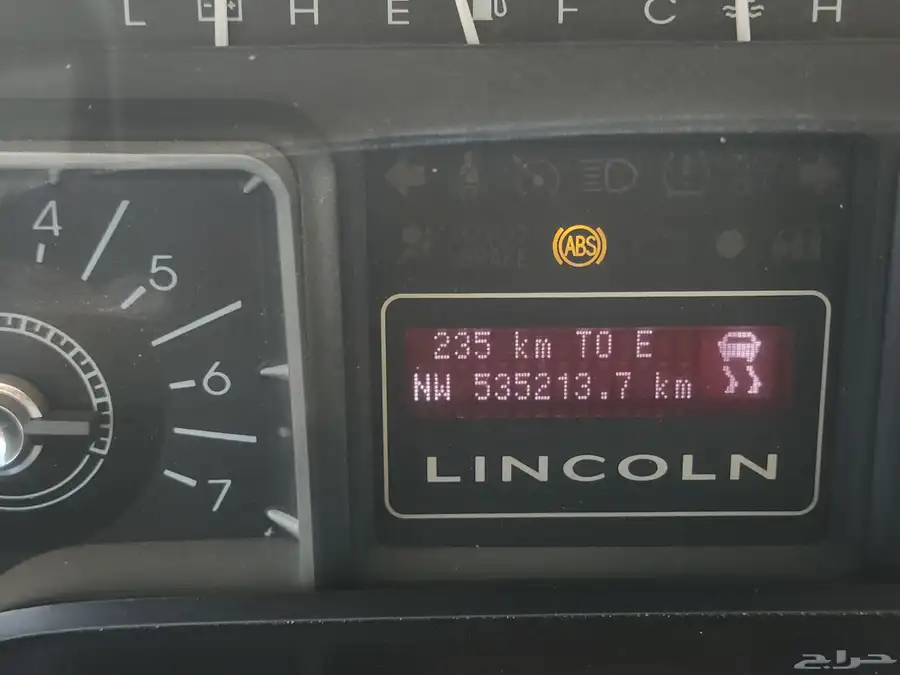 L H E F C H
4
5
6
7
ABS
235 km TO E
NW 535213.7 km
LINCOLN
حراج